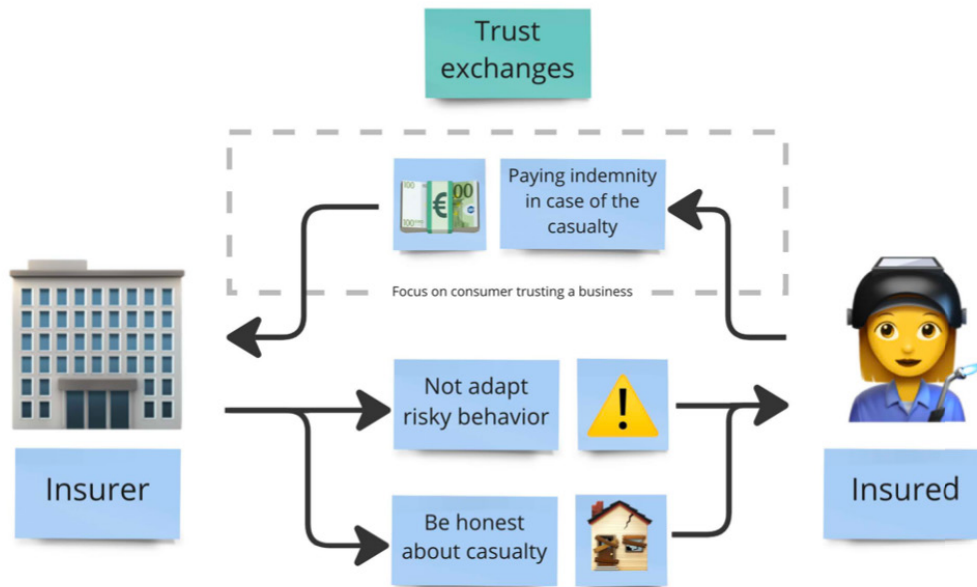 Trust
exchanges
Paying indemnity
in case of the
casualty
Focus on consumer trusting a business
Not adapt
risky behavior
Insurer
Insured
Be honest
about casualty